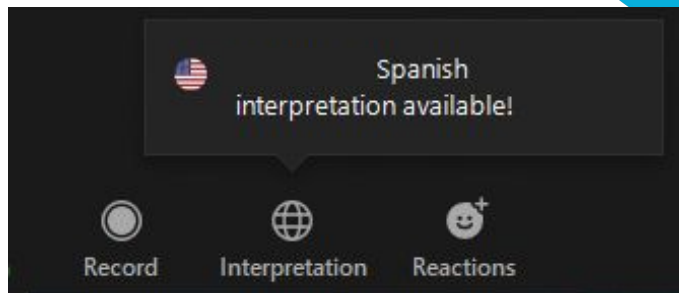 Spanish
interpretation available!
Record Interpretation Reactions